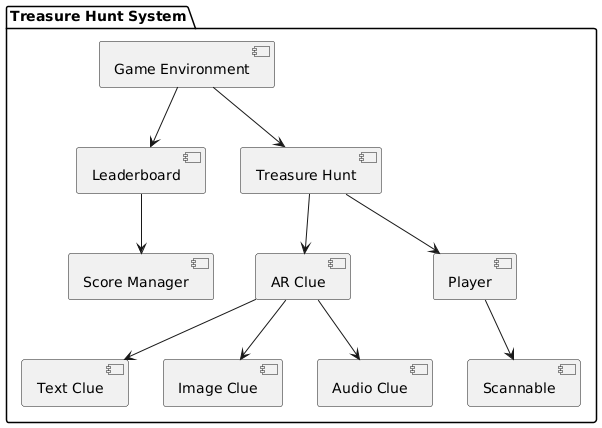 Treasure Hunt System
Game Environment
Leaderboard
Treasure Hunt
Score Manager
AR Clue
Player
Text Clue
Image Clue
Audio Clue
Scannable